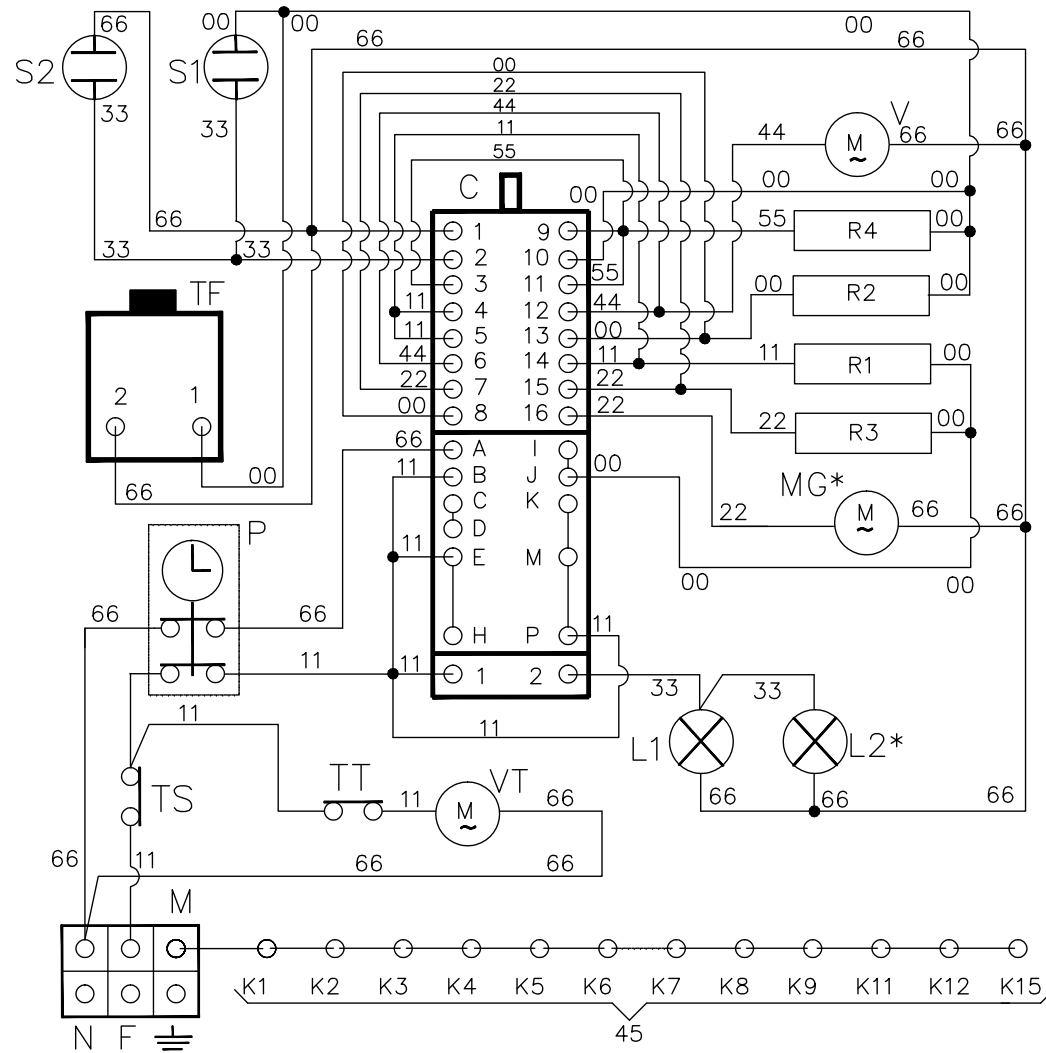 66 00 00 00
66 66
S2 S1 00
22
33 33 44 44 V 66 66
11
55
C 00 00 00
66 1 9 55 R4 00
33 33 2 10
3 11 55
TF 11 4 12 44 00 R2 00
11 5 13 00
44 6 14 11 11 R1 00
22 7 15 22
2 1 00 8 16 22 22 R3 00
66 A I
00 11 B J 00 MG*
66 C K 22 M 66 66
D
P 11 E M
00 00
66 66
H P 11
11 11 1 2
33 33
11 11
L1 L2*
TT VT
TS 11 M 66 66 66 66
66 11 66 66
M
K1 K2 K3 K4 K5 K6 K7 K8 K9 K11 K12 K15
N F 45